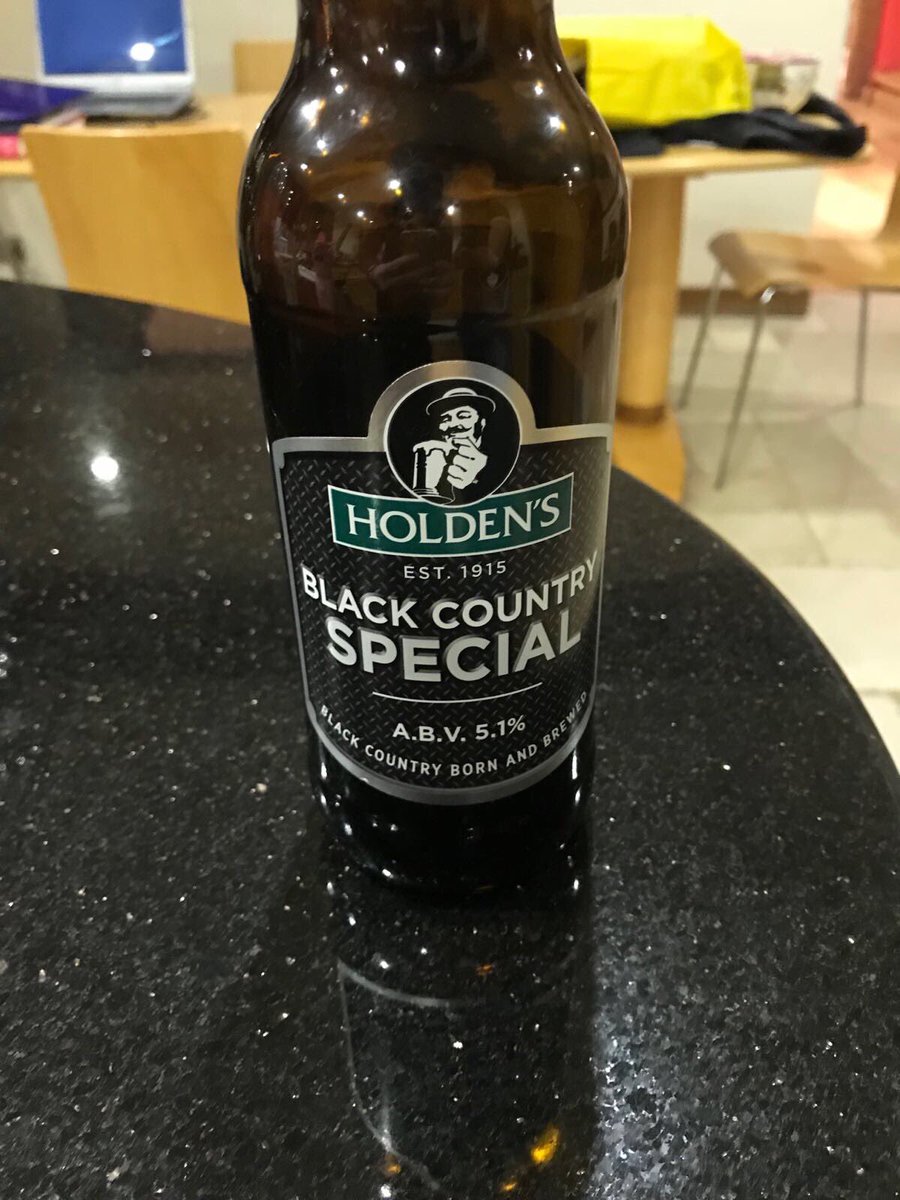 HOLDEN'S
EST. 1915
BLACK COUNTRY
SPECIAL
A.B.V. 5.1%
BLACK COUNTRY BORN AND BREWED